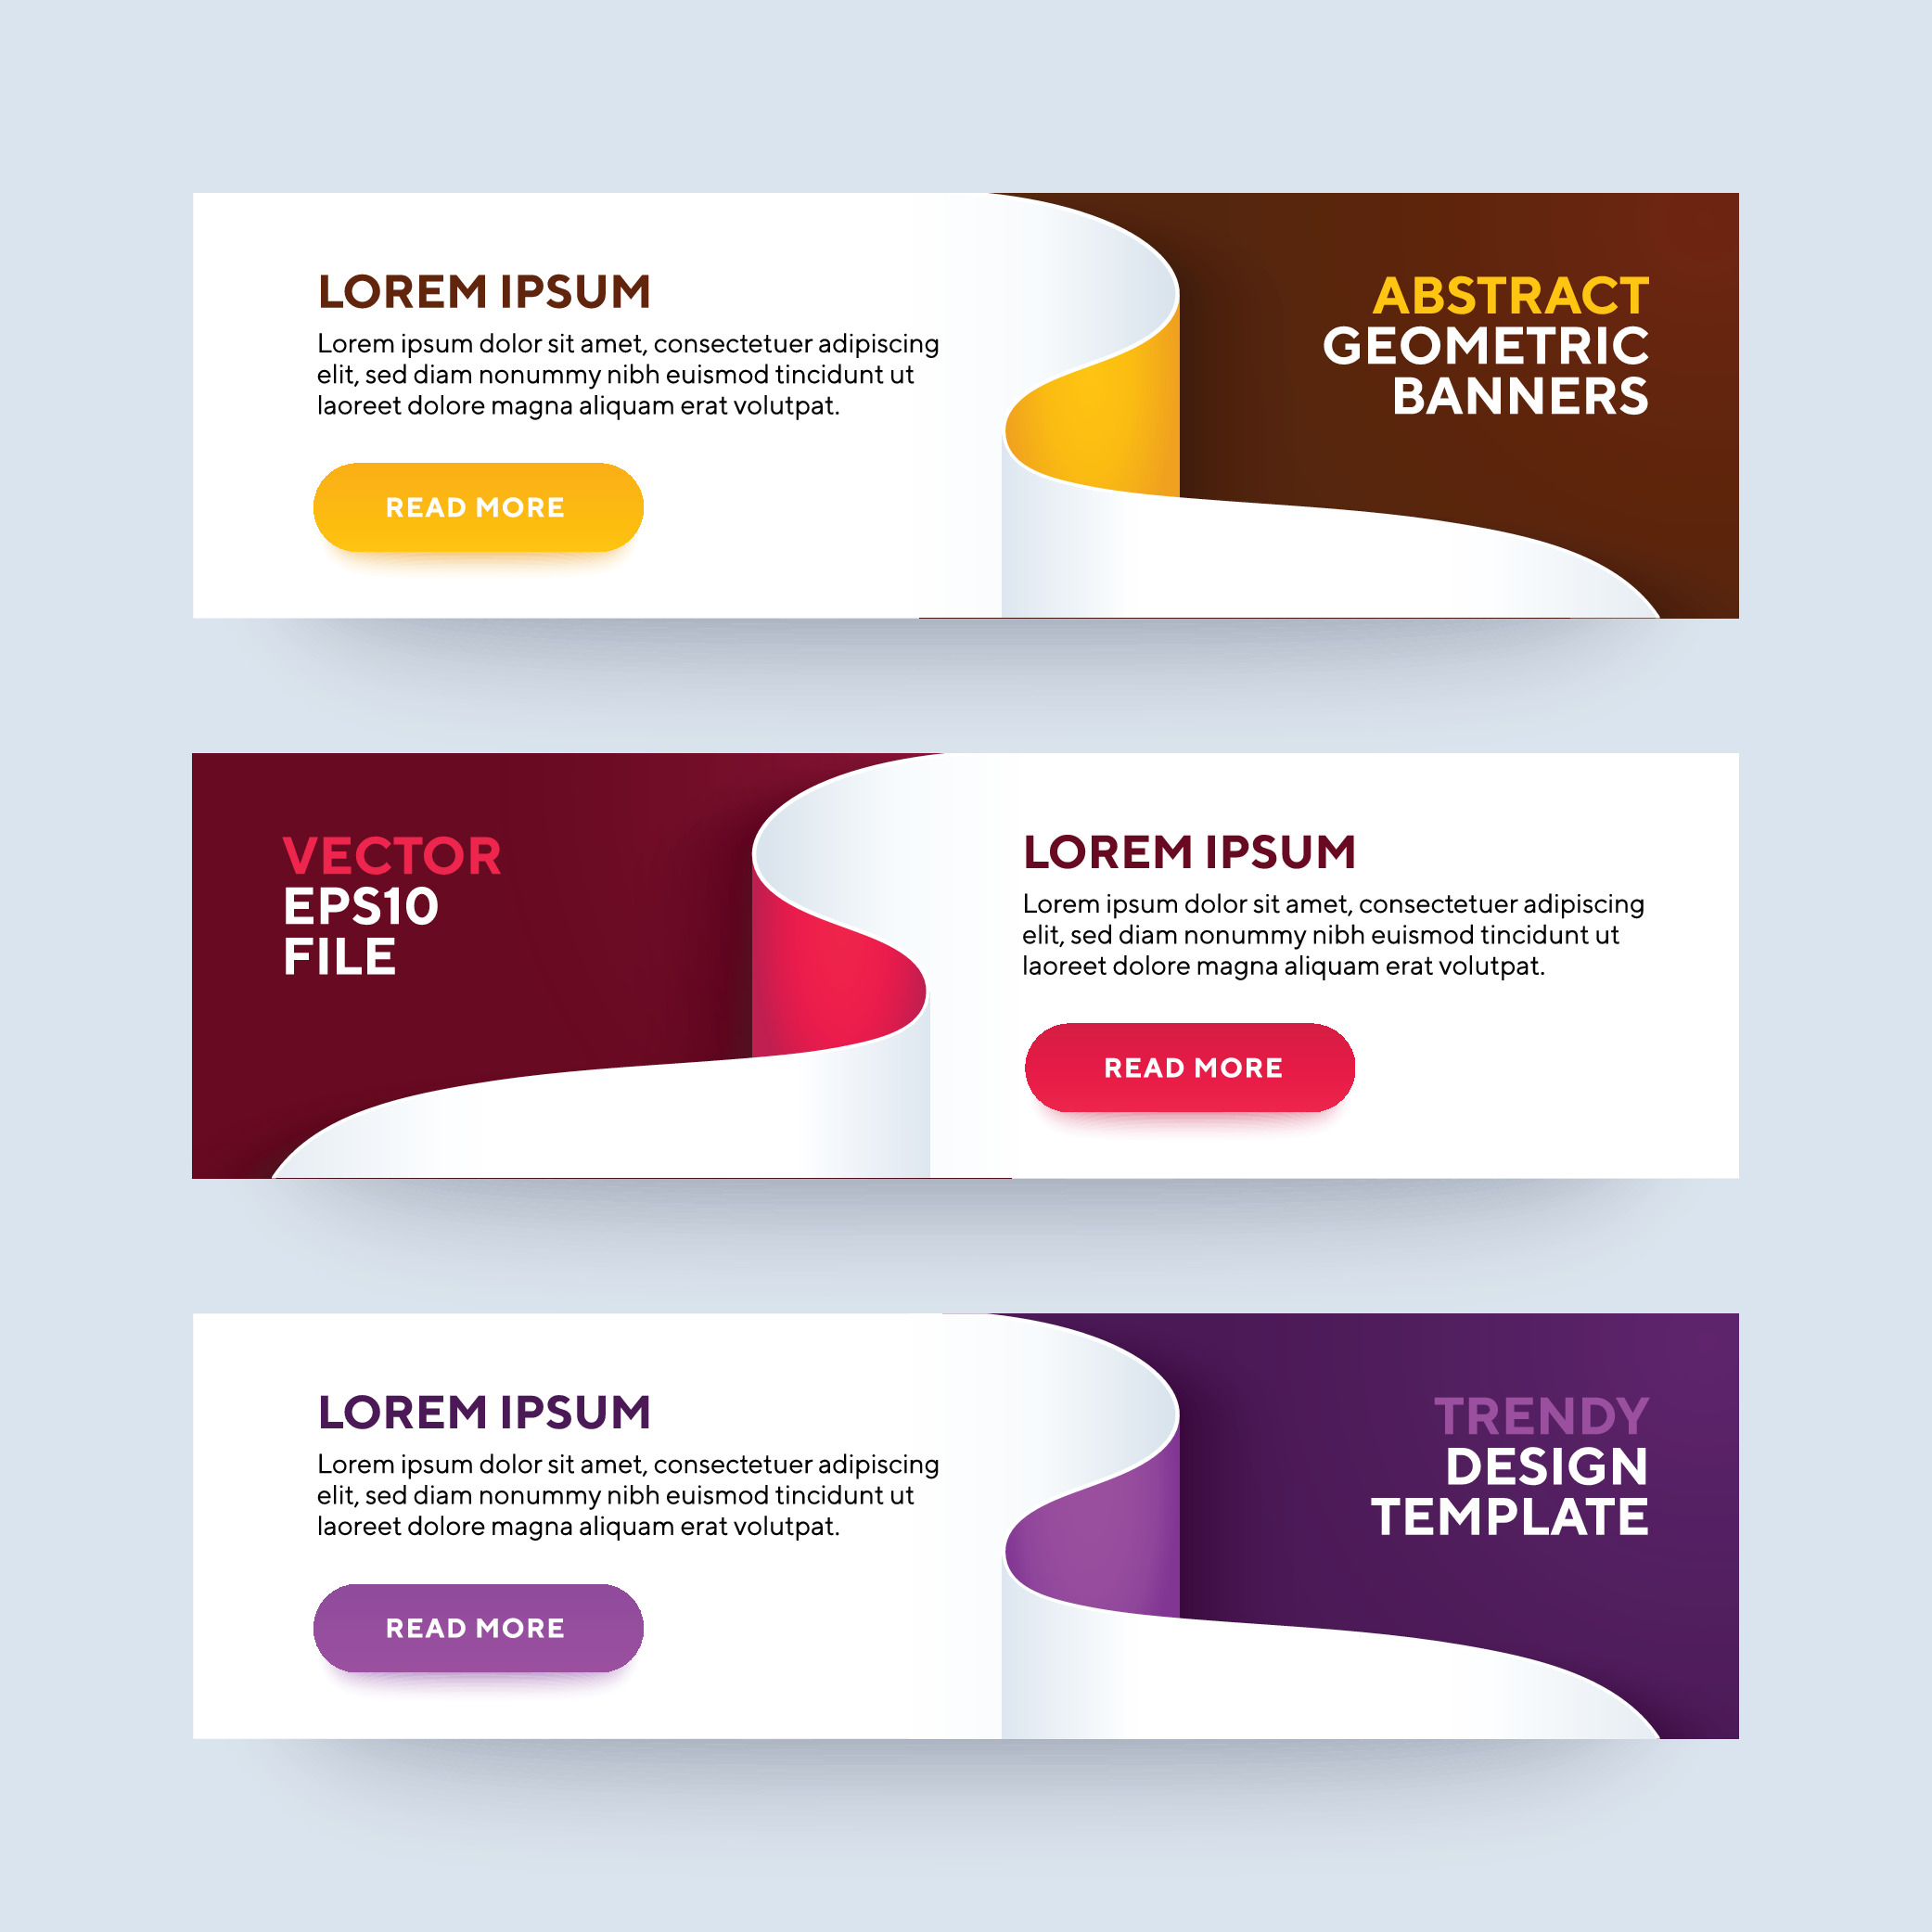 LOREM IPSUM
Lorem ipsum dolor sit amet, consectetuer adipiscing
elit, sed diam nonummy nibh euismod tincidunt ut
laoreet dolore magna aliquam erat volutpat.
READ MORE
ABSTRACT
GEOMETRIC
BANNERS
VECTOR
EPS10
FILE
LOREM IPSUM
Lorem ipsum dolor sit amet, consectetuer adipiscing
elit, sed diam nonummy nibh euismod tincidunt ut
laoreet dolore magna aliquam erat volutpat.
READ MORE
LOREM IPSUM
Lorem ipsum dolor sit amet, consectetuer adipiscing
elit, sed diam nonummy nibh euismod tincidunt ut
laoreet dolore magna aliquam erat volutpat.
READ MORE
TRENDY
DESIGN
TEMPLATE